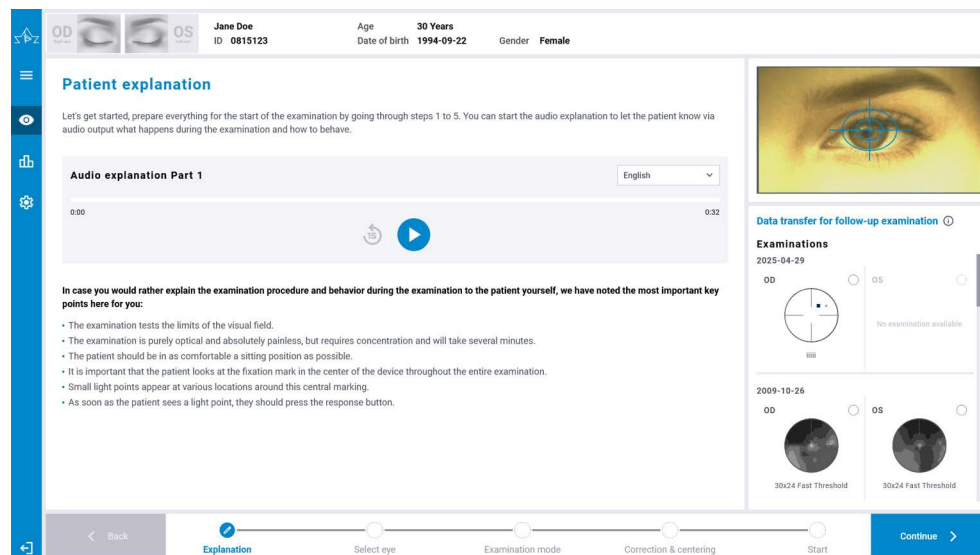 OD
OS
Jane Doe
ID 0815123
Age 30 Years
Date of birth 1994-09-22 Gender Female
Patient explanation
Let's get started, prepare everything for the start of the examination by going through steps 1 to 5. You can start the audio explanation to let the patient know via
audio output what happens during the examination and how to behave.
Audio explanation Part 1
English
0:00
0:32
15
In case you would rather explain the examination procedure and behavior during the examination to the patient yourself, we have noted the most important key
points here for you:
• The examination tests the limits of the visual field.
• The examination is purely optical and absolutely painless, but requires concentration and will take several minutes.
• The patient should be in as comfortable a sitting position as possible.
• It is important that the patient looks at the fixation mark in the center of the device throughout the entire examination.
• Small light points appear at various locations around this central marking.
• As soon as the patient sees a light point, they should press the response button.
Data transfer for follow-up examination
Examinations
2025-04-29
OD
OS
No examination available
2009-10-26
OD
OS
30x24 Fast Threshold
30x24 Fast Threshold
Back
Explanation
Select eye
Examination mode
Correction & centering
Start
Continue